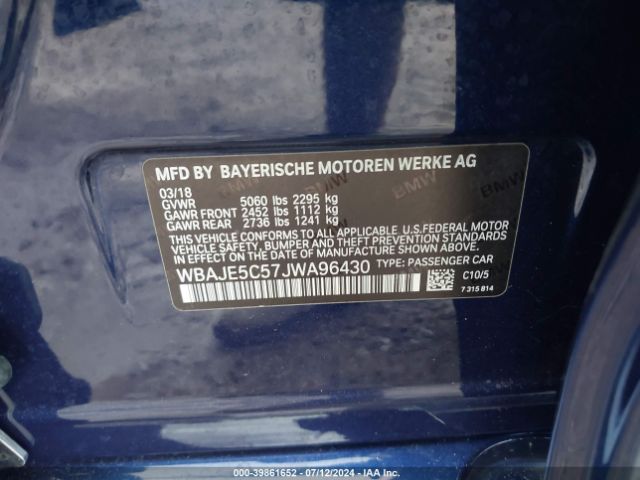 MFD BY BAYERISCHE MOTOREN WERKE AG
03/18
GVWR 5060 lbs 2295 kg
GAWR FRONT 2452 lbs 1112 kg
GAWR REAR 2736 lbs 1241 kg
THIS VEHICLE CONFORMS TO ALL APPLICABLE U.S.FEDERAL MOTOR
VEHICLE SAFETY, BUMPER, AND THEFT PREVENTION
STANDARDS IN EFFECT ON THE DATE OF MANUFACTURE
SHOWN ABOVE.
WBAJE5C57JWA96430 TYPE: PASSENGER CAR
C10/5
7 315 814
BMW
BMW
BMW
000-39861652 - 07/12/2024 - IAA Inc.